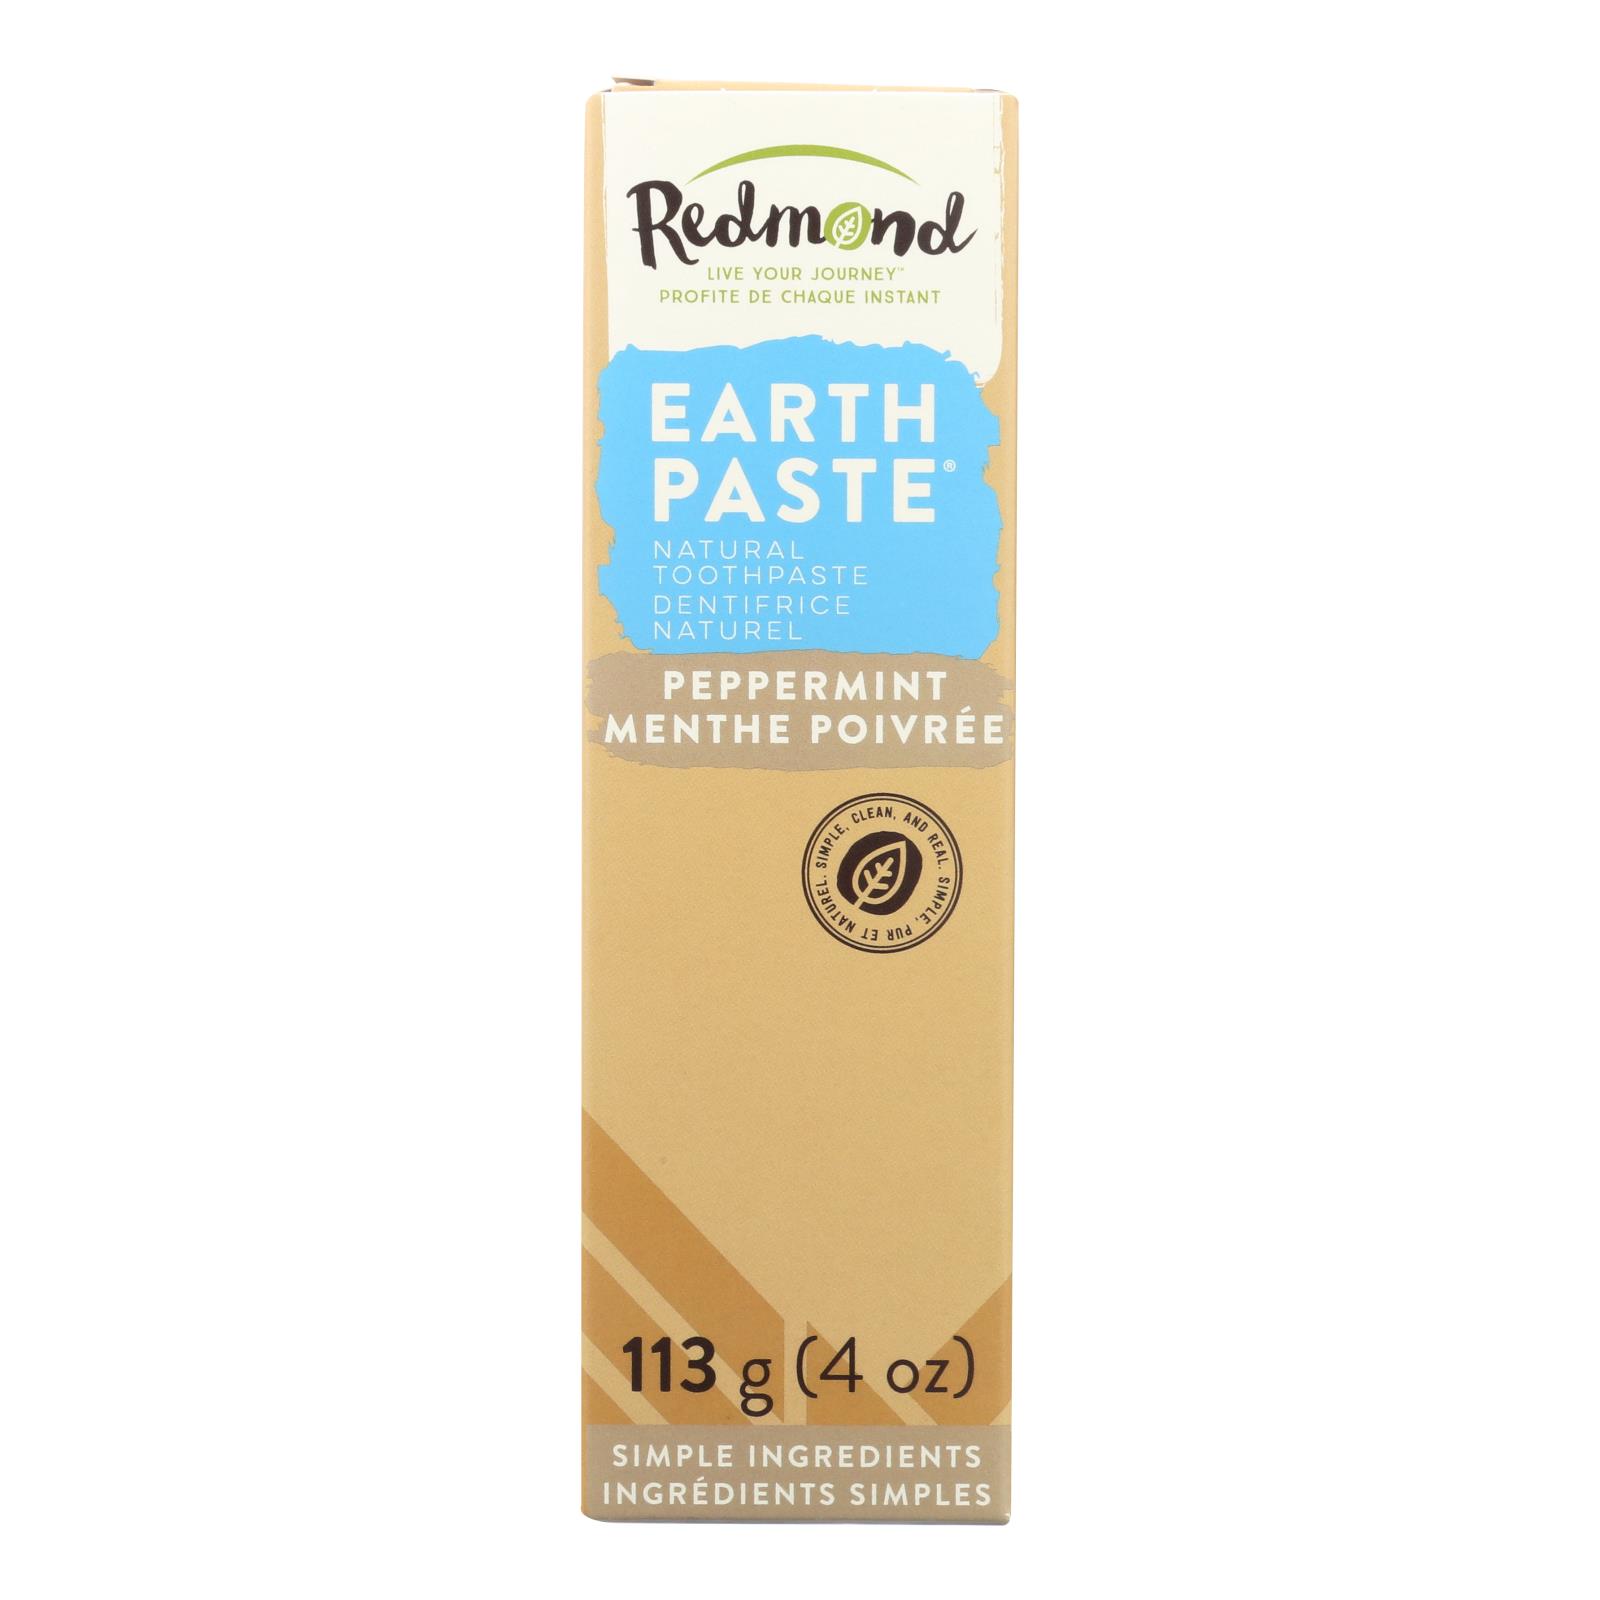 Redmond
LIVE YOUR JOURNEY™
PROFITE DE CHAQUE INSTANT
EARTH
PASTE®
NATURAL
TOOTHPASTE
DENTIFRICE
NATUREL
PEPPERMINT
MENTHE POIVRÉE
SIMPLE, CLEAN, AND REAL. SIMPLE, PUR ET NATUREL.
113 g (4 oz)
SIMPLE INGREDIENTS
INGRÉDIENTS SIMPLES